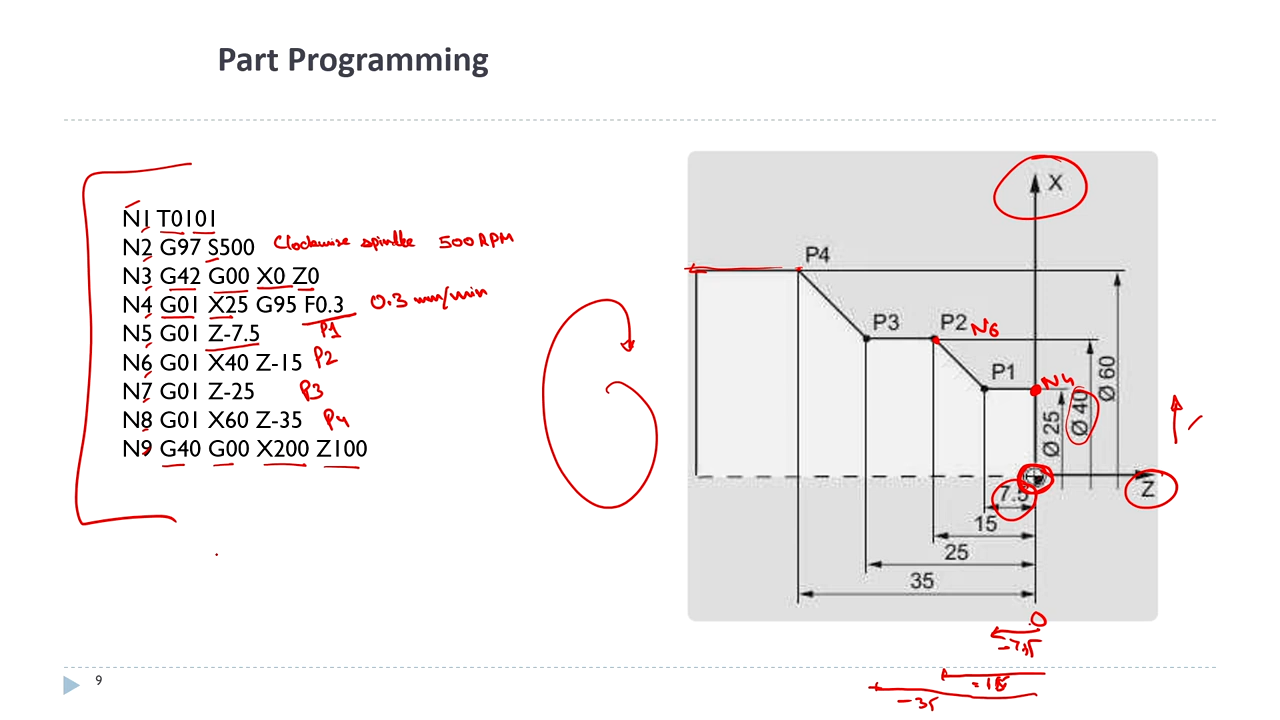 Part Programming
N1 T0101
N2 G97 S500 Clockwise spindle 500 RPM
N3 G42 G00 X0 Z0
N4 G01 X25 G95 F0.3 0.3 mm/min
N5 G01 Z-7.5 P1
N6 G01 X40 Z-15 P2
N7 G01 Z-25 P3
N8 G01 X60 Z-35 P4
N9 G40 G00 X200 Z100
X
P4
P3
P2 N6
P1
N4
Ø 25
Ø 40
Ø 60
Z
7.5
15
25
35
0
-7.5
-15
-35
9